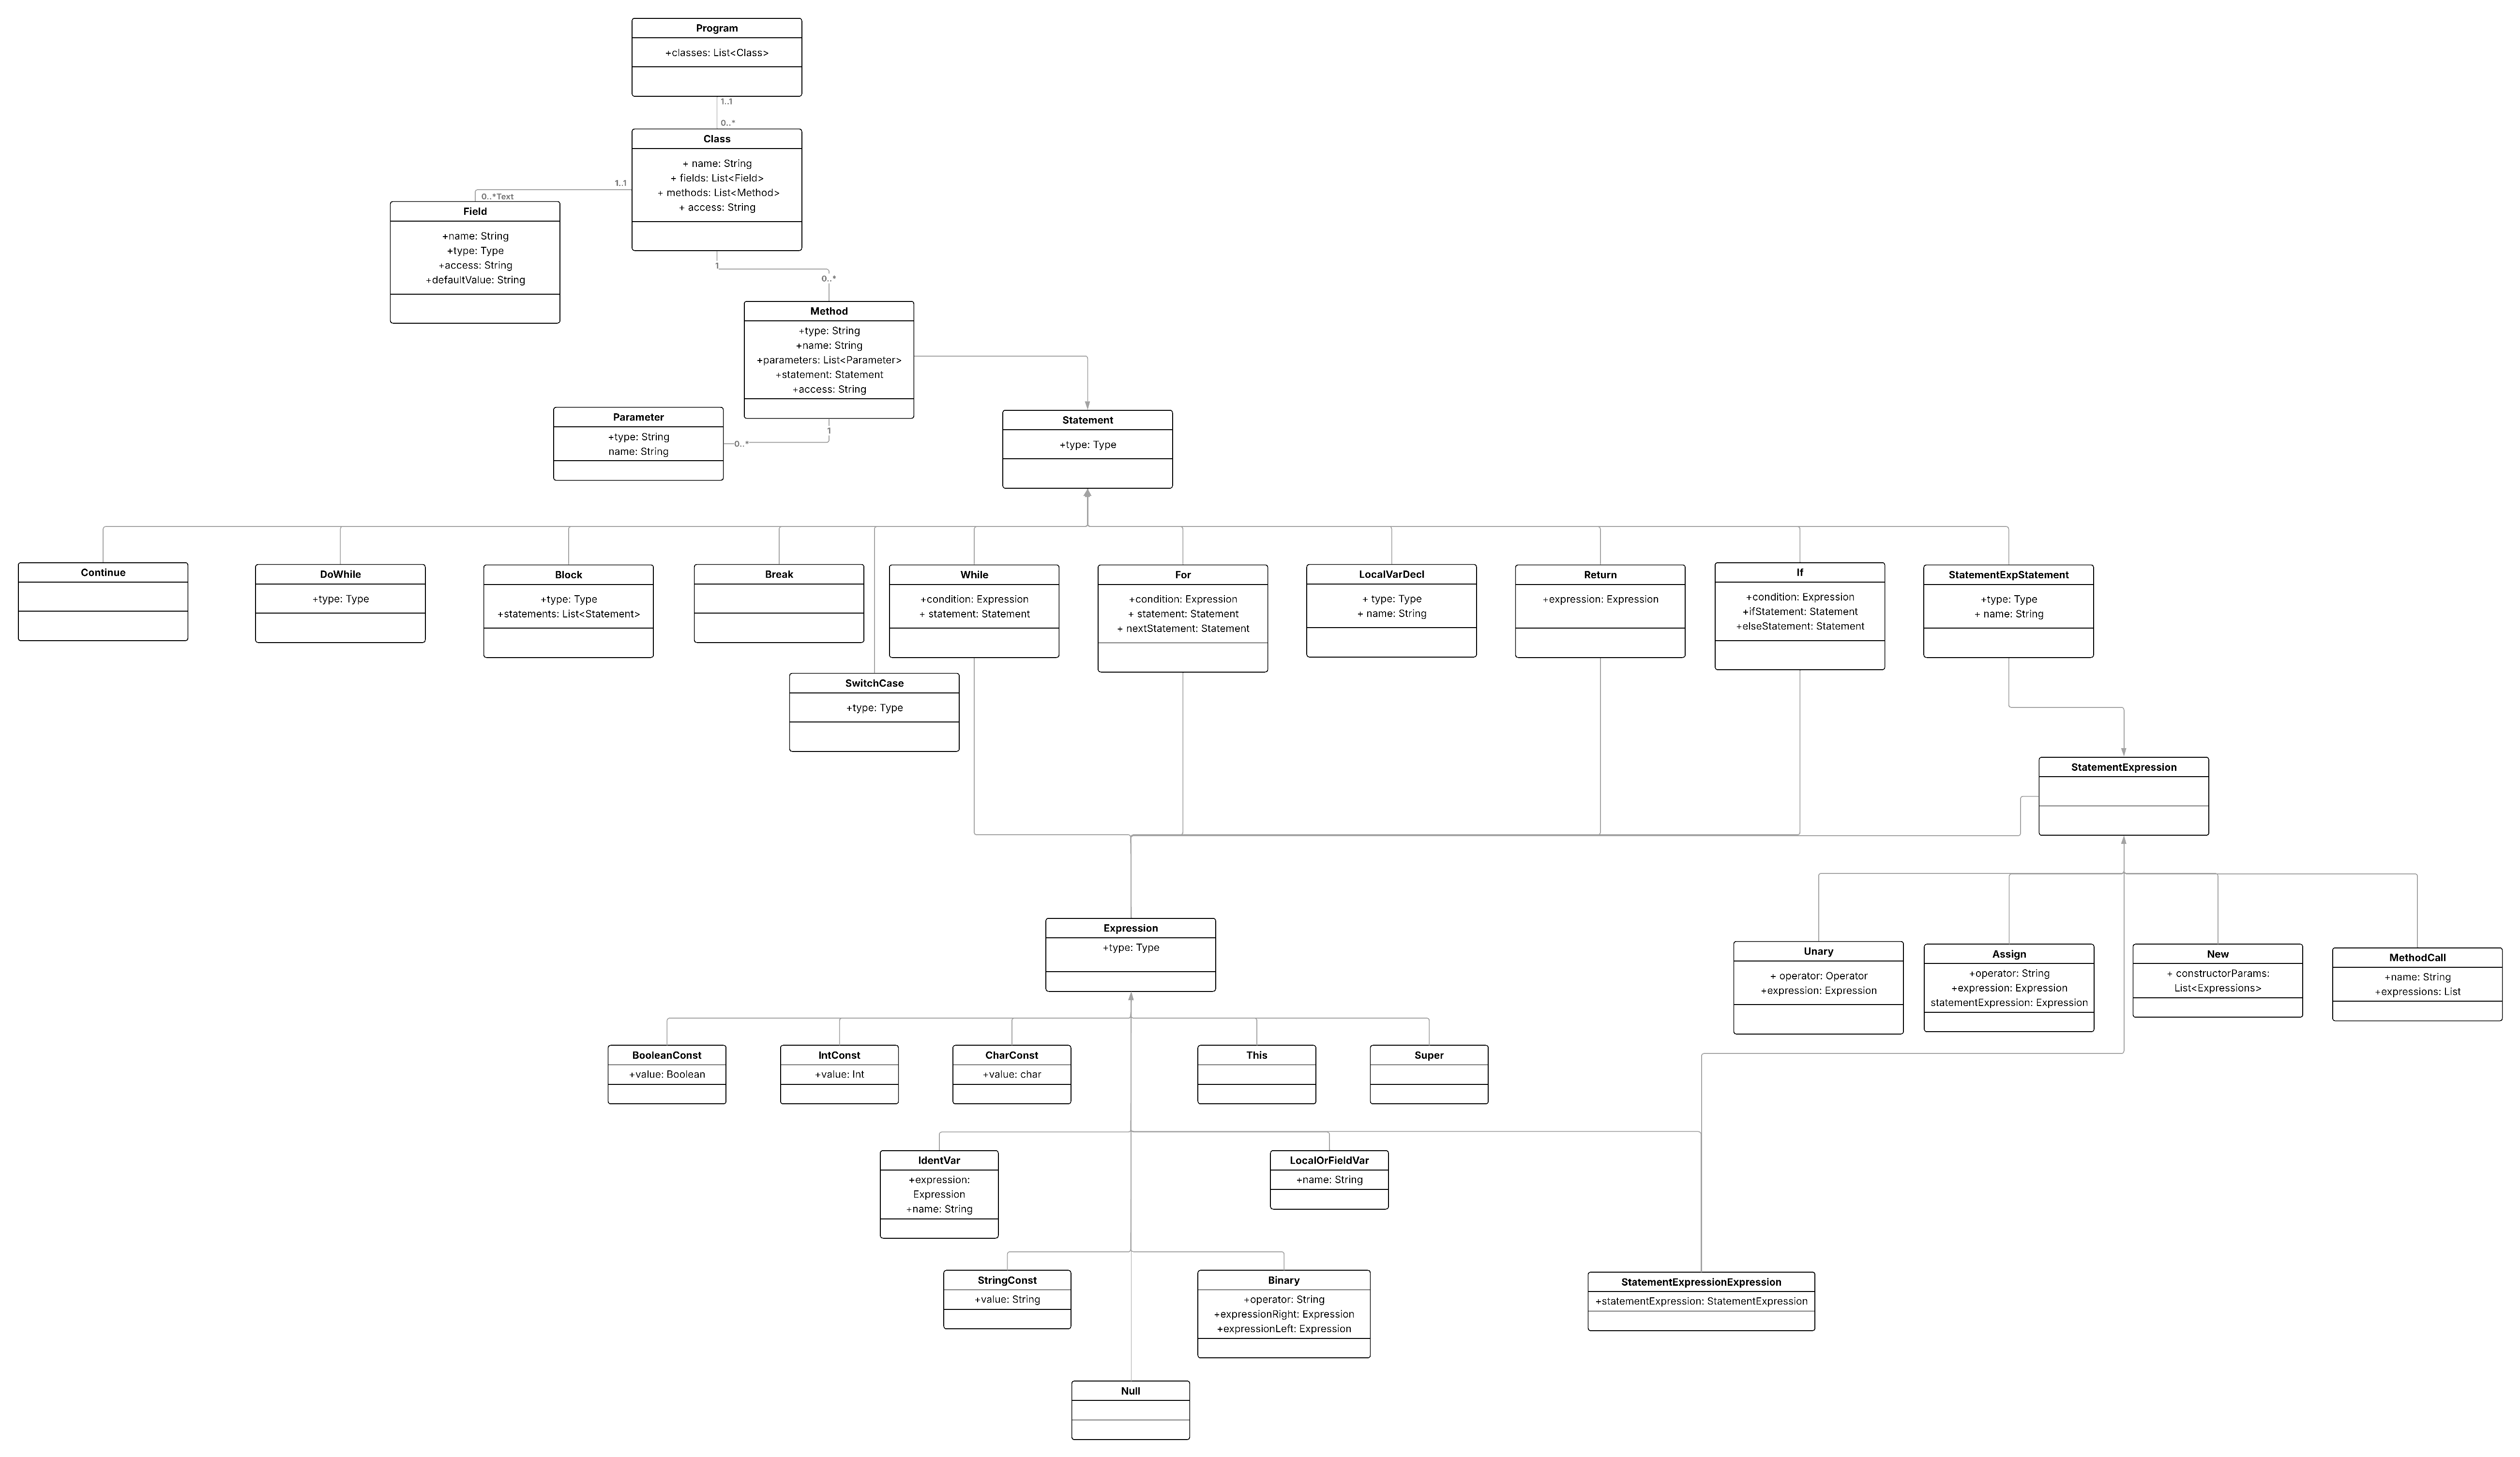 Program
+classes: List<Class>
1..1
0..*
Class
+ name: String
+ fields: List<Field>
+ methods: List<Method>
+ access: String
1..1
0..*Text
Field
+name: String
+type: Type
+access: String
+defaultValue: String
1
0..*
Method
+type: String
+name: String
+parameters: List<Parameter>
+statement: Statement
+access: String
Parameter
+type: String
name: String
0..*
1
Statement
+type: Type
Continue
DoWhile
+type: Type
Block
+type: Type
+statements: List<Statement>
Break
While
+condition: Expression
+ statement: Statement
For
+condition: Expression
+ statement: Statement
+ nextStatement: Statement
LocalVarDecl
+ type: Type
+ name: String
Return
+expression: Expression
If
+condition: Expression
+ifStatement: Statement
+elseStatement: Statement
StatementExpStatement
+type: Type
+ name: String
SwitchCase
+type: Type
StatementExpression
Expression
+type: Type
Unary
+ operator: Operator
+expression: Expression
Assign
+operator: String
+expression: Expression
statementExpression: Expression
New
+ constructorParams:
List<Expressions>
MethodCall
+name: String
+expressions: List
BooleanConst
+value: Boolean
IntConst
+value: Int
CharConst
+value: char
This
Super
IdentVar
+expression:
Expression
+name: String
LocalOrFieldVar
+name: String
StringConst
+value: String
Binary
+operator: String
+expressionRight: Expression
+expressionLeft: Expression
StatementExpressionExpression
+statementExpression: StatementExpression
Null